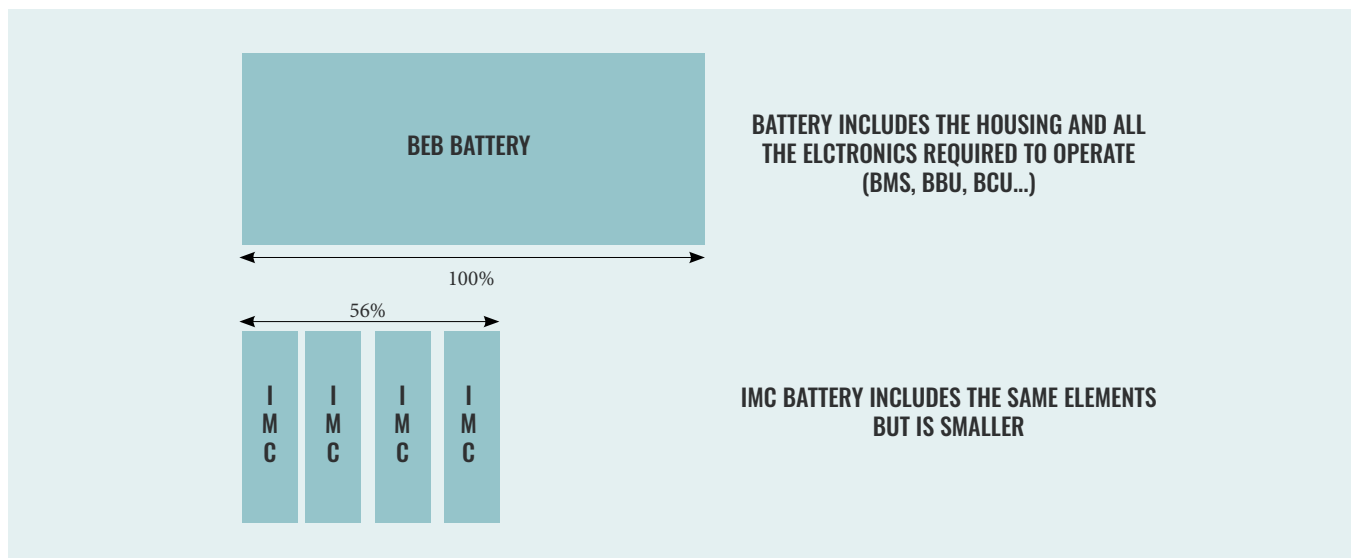 BEB BATTERY
BATTERY INCLUDES THE HOUSING AND ALL
THE ELCTRONICS REQUIRED TO OPERATE
(BMS, BBU, BCU...)
100%
56%
I
M
C
I
M
C
I
M
C
I
M
C
IMC BATTERY INCLUDES THE SAME ELEMENTS
BUT IS SMALLER